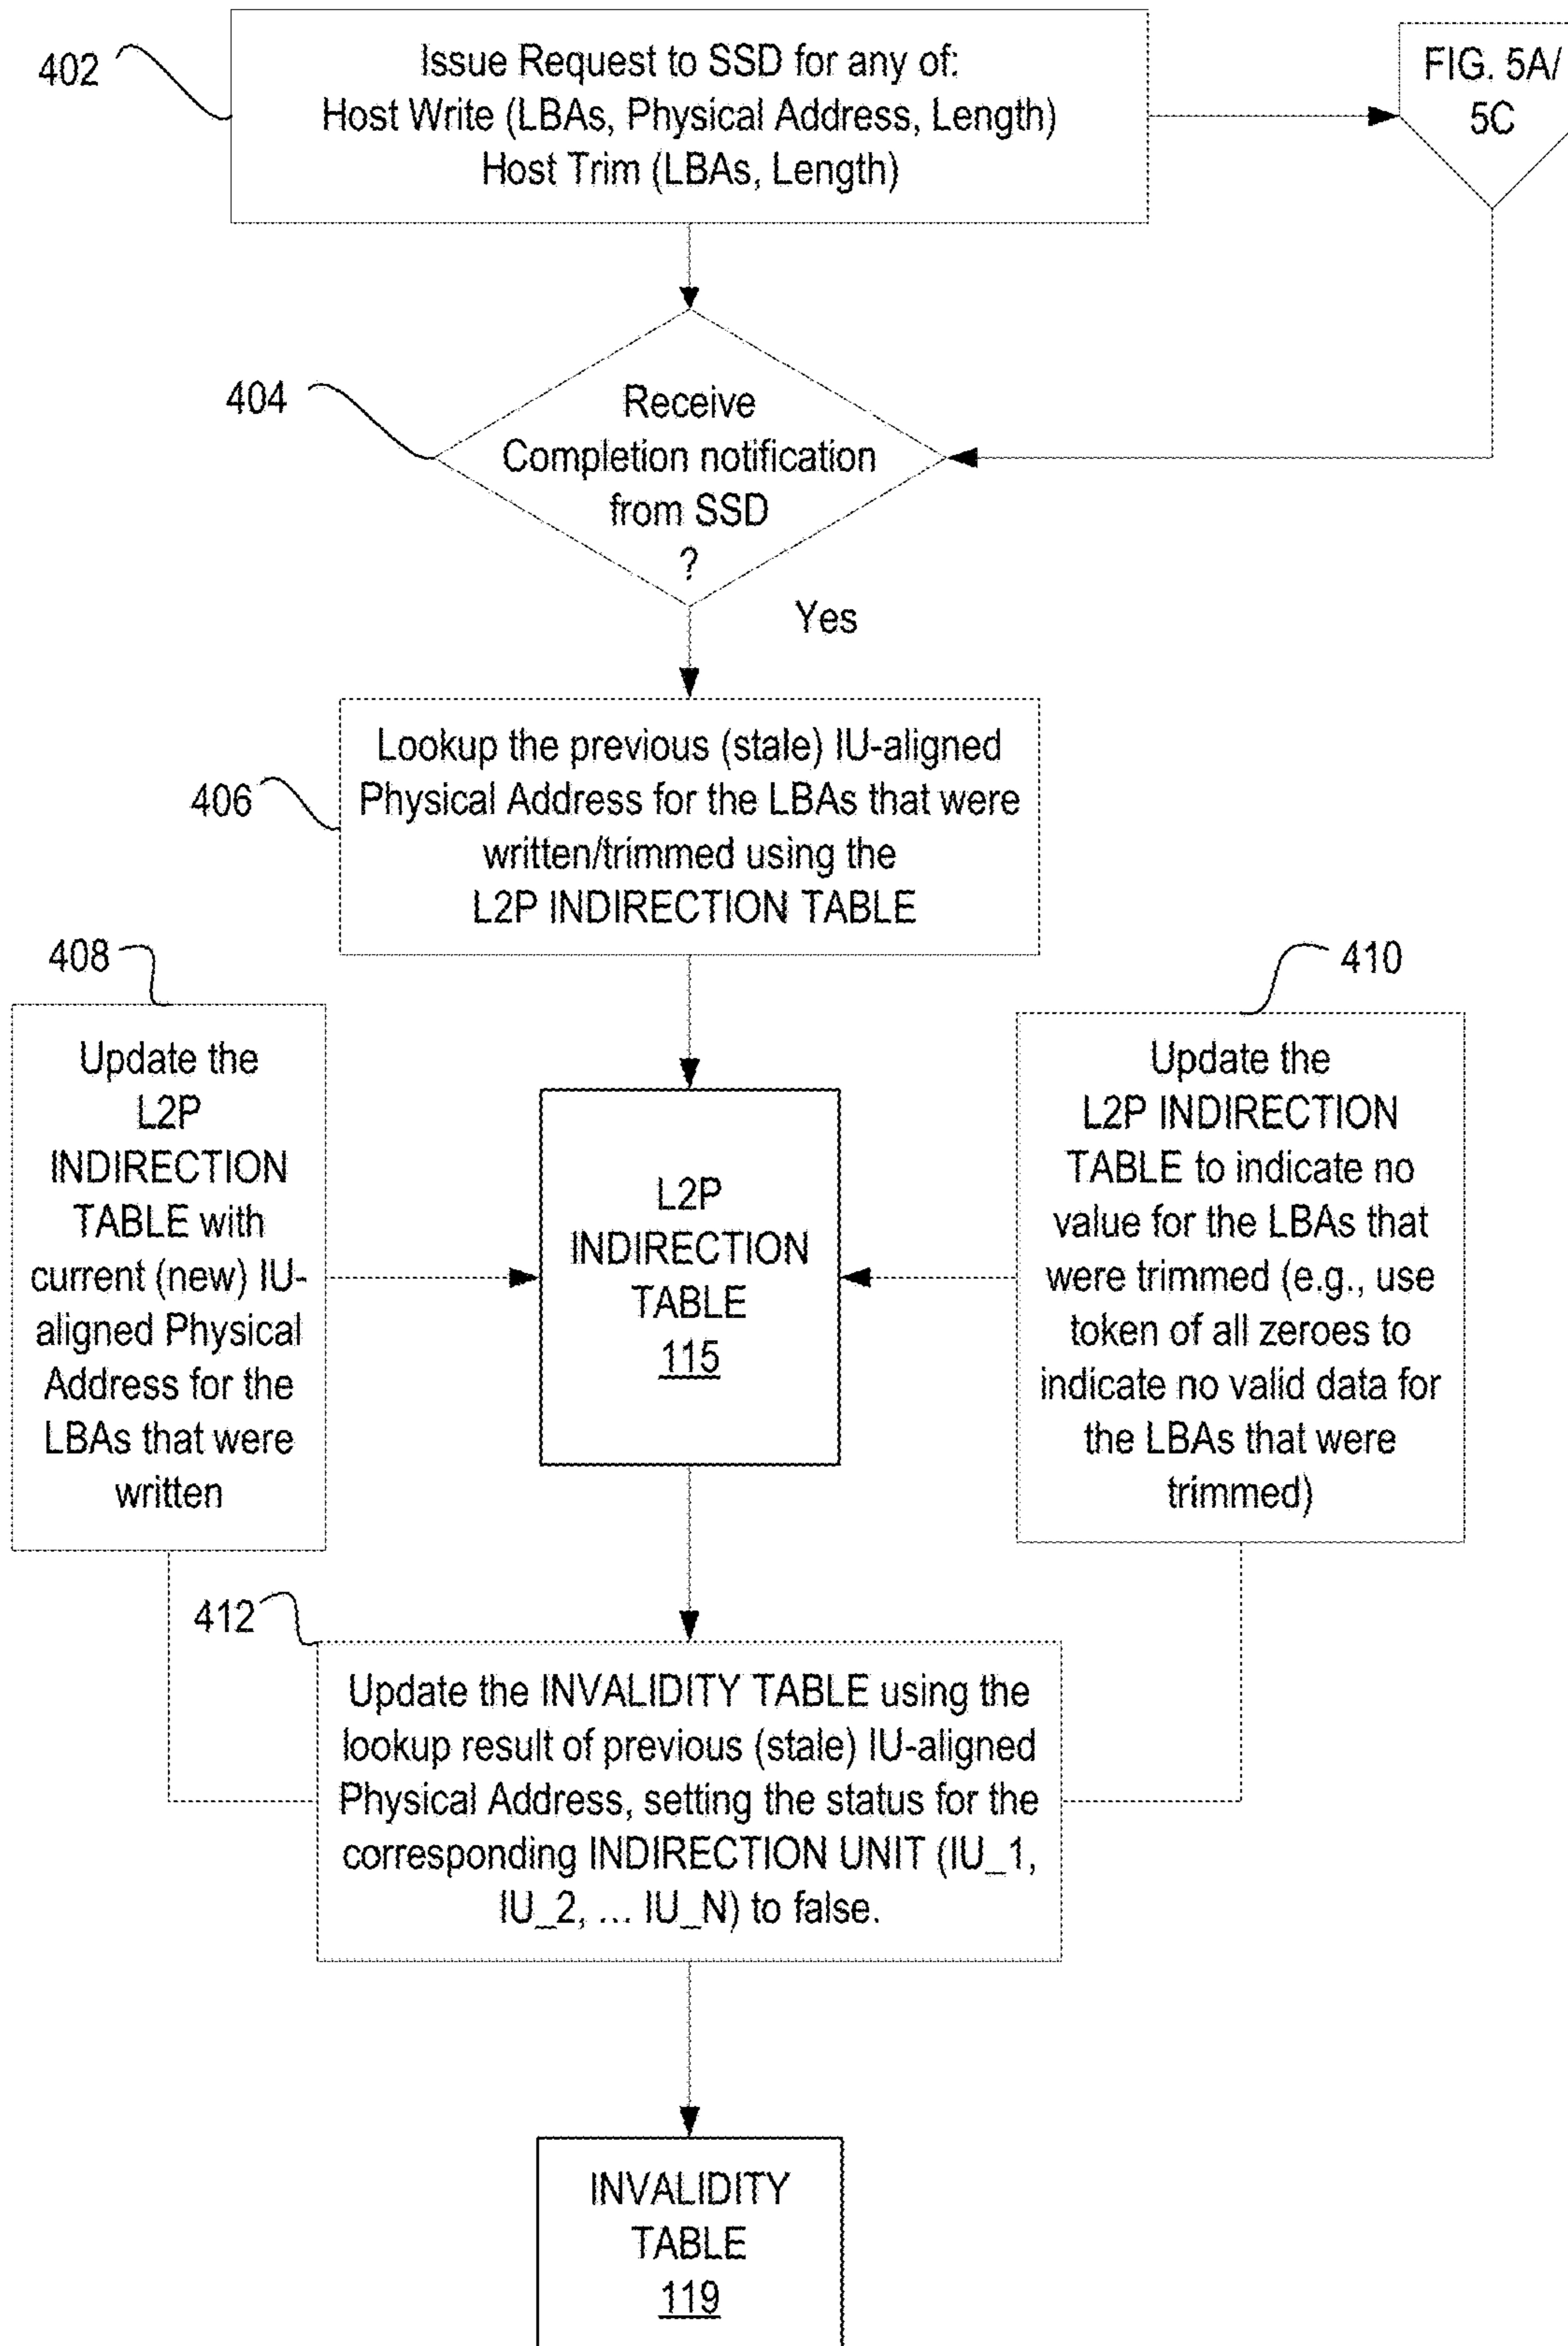 402
Issue Request to SSD for any of:
Host Write (LBAs, Physical Address, Length)
Host Trim (LBAs, Length)
FIG. 5A/
5C
404
Receive
Completion notification
from SSD
?
Yes
406
Lookup the previous (stale) IU-aligned
Physical Address for the LBAs that were
written/trimmed using the
L2P INDIRECTION TABLE
408
Update the
L2P
INDIRECTION
TABLE with
current (new) IU-
aligned Physical
Address for the
LBAs that were
written
L2P
INDIRECTION
TABLE
115
410
Update the
L2P INDIRECTION
TABLE to indicate no
value for the LBAs that
were trimmed (e.g., use
token of all zeroes to
indicate no valid data for
the LBAs that were
trimmed)
412
Update the INVALIDITY TABLE using the
lookup result of previous (stale) IU-aligned
Physical Address, setting the status for the
corresponding INDIRECTION UNIT (IU_1,
IU_2, ... IU_N) to false.
INVALIDITY
TABLE
119